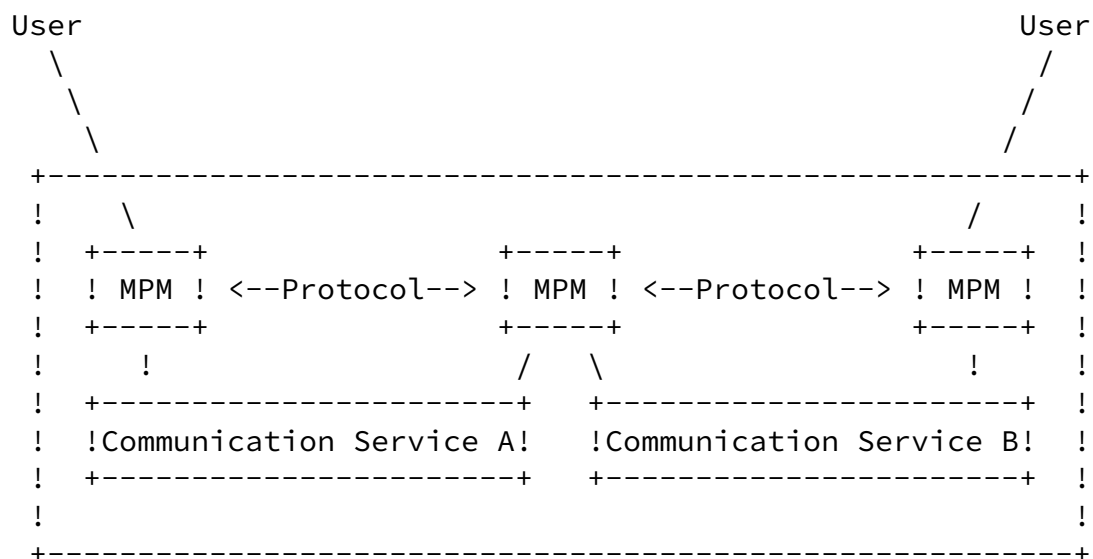 User User
MPM <--Protocol--> MPM <--Protocol--> MPM
Communication Service A Communication Service B